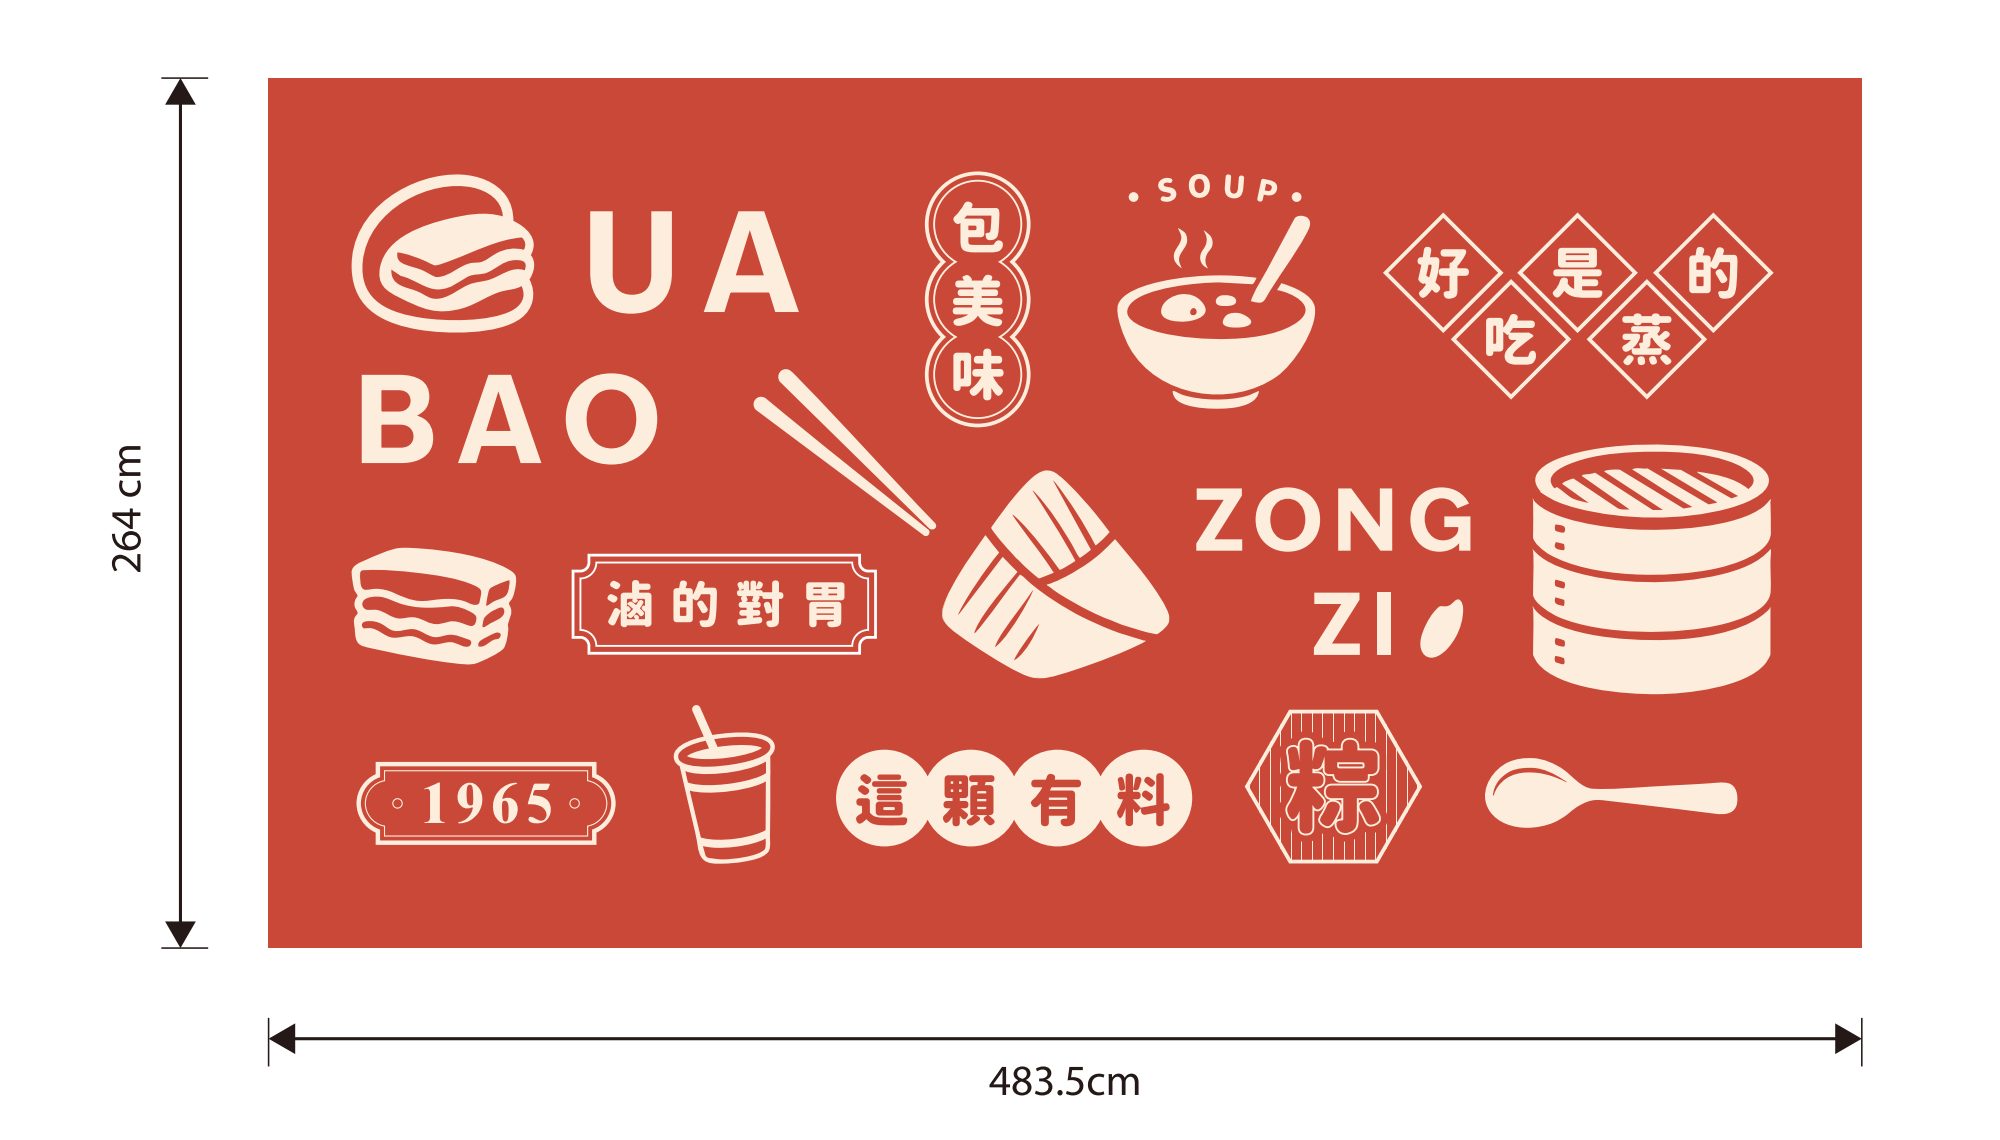 UA
BAO
包美味
· SOUP ·
好吃是蒸的
264 cm
滷的對胃
ZONG
ZI
1965
這顆有料
粽
483.5cm